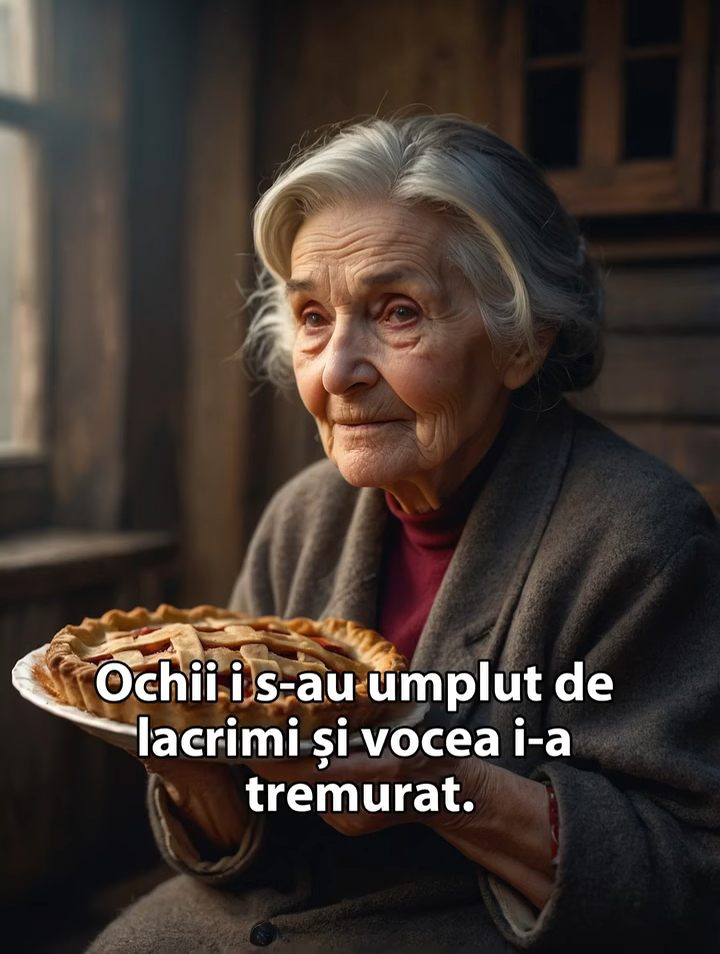 Ochii i s-au umplut de
lacrimi și vocea i-a
tremurat.